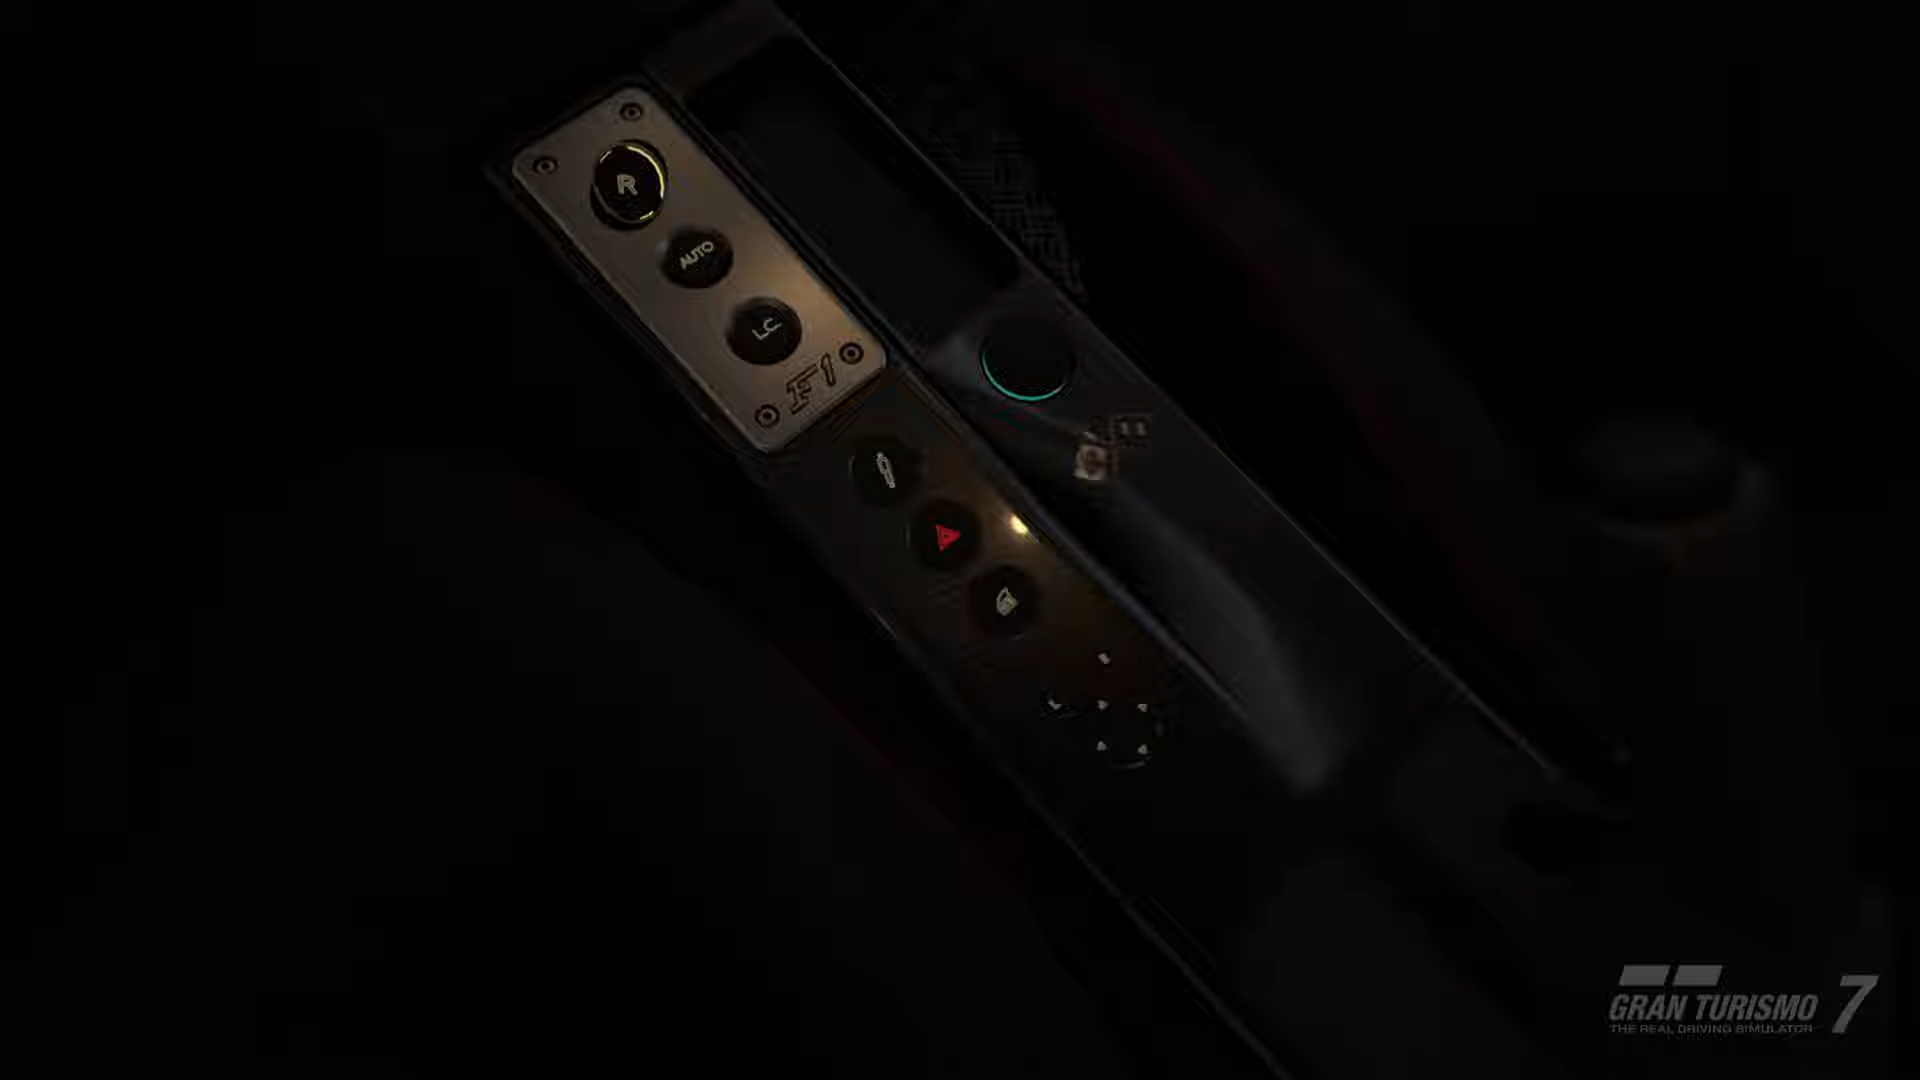 R
AUTO
LC
F1
GRAN TURISMO 7
THE REAL DRIVING SIMULATOR